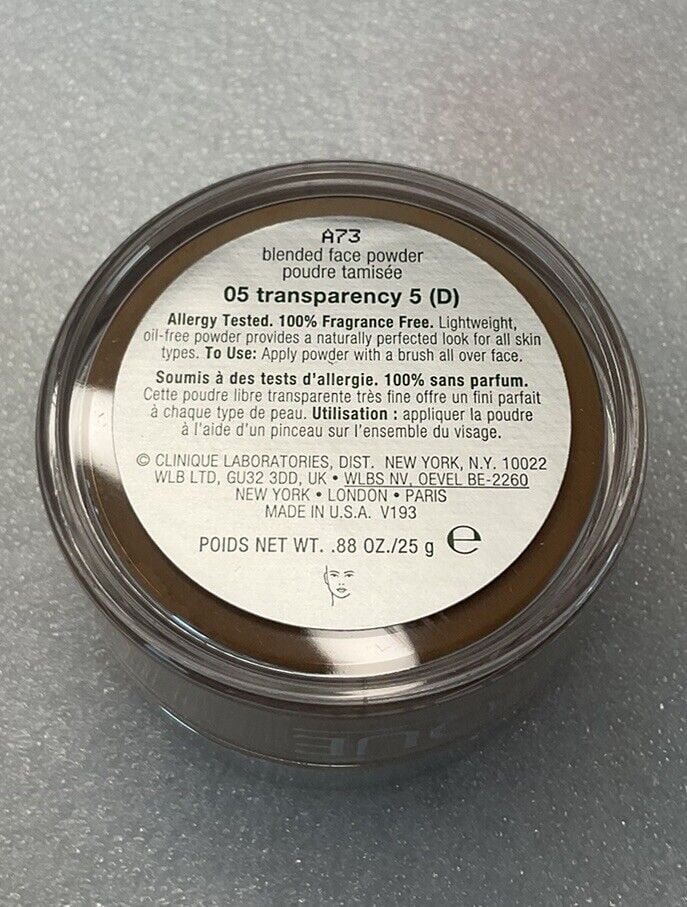 A73
blended face powder
poudre tamisée
05 transparency 5 (D)
Allergy Tested. 100% Fragrance Free. Lightweight,
oil-free powder provides a naturally perfected look for all skin
types. To Use: Apply powder with a brush all over face.
Soumis à des tests d'allergie. 100% sans parfum.
Cette poudre libre transparente très fine offre un fini parfait
à chaque type de peau. Utilisation : appliquer la poudre
à l'aide d'un pinceau sur l'ensemble du visage.
© CLINIQUE LABORATORIES, DIST. NEW YORK, N.Y. 10022
WLB LTD, GU32 3DD, UK • WLBS NV, OEVEL BE-2260
NEW YORK • LONDON • PARIS
MADE IN U.S.A. V193
POIDS NET WT. .88 OZ./25 g ℮